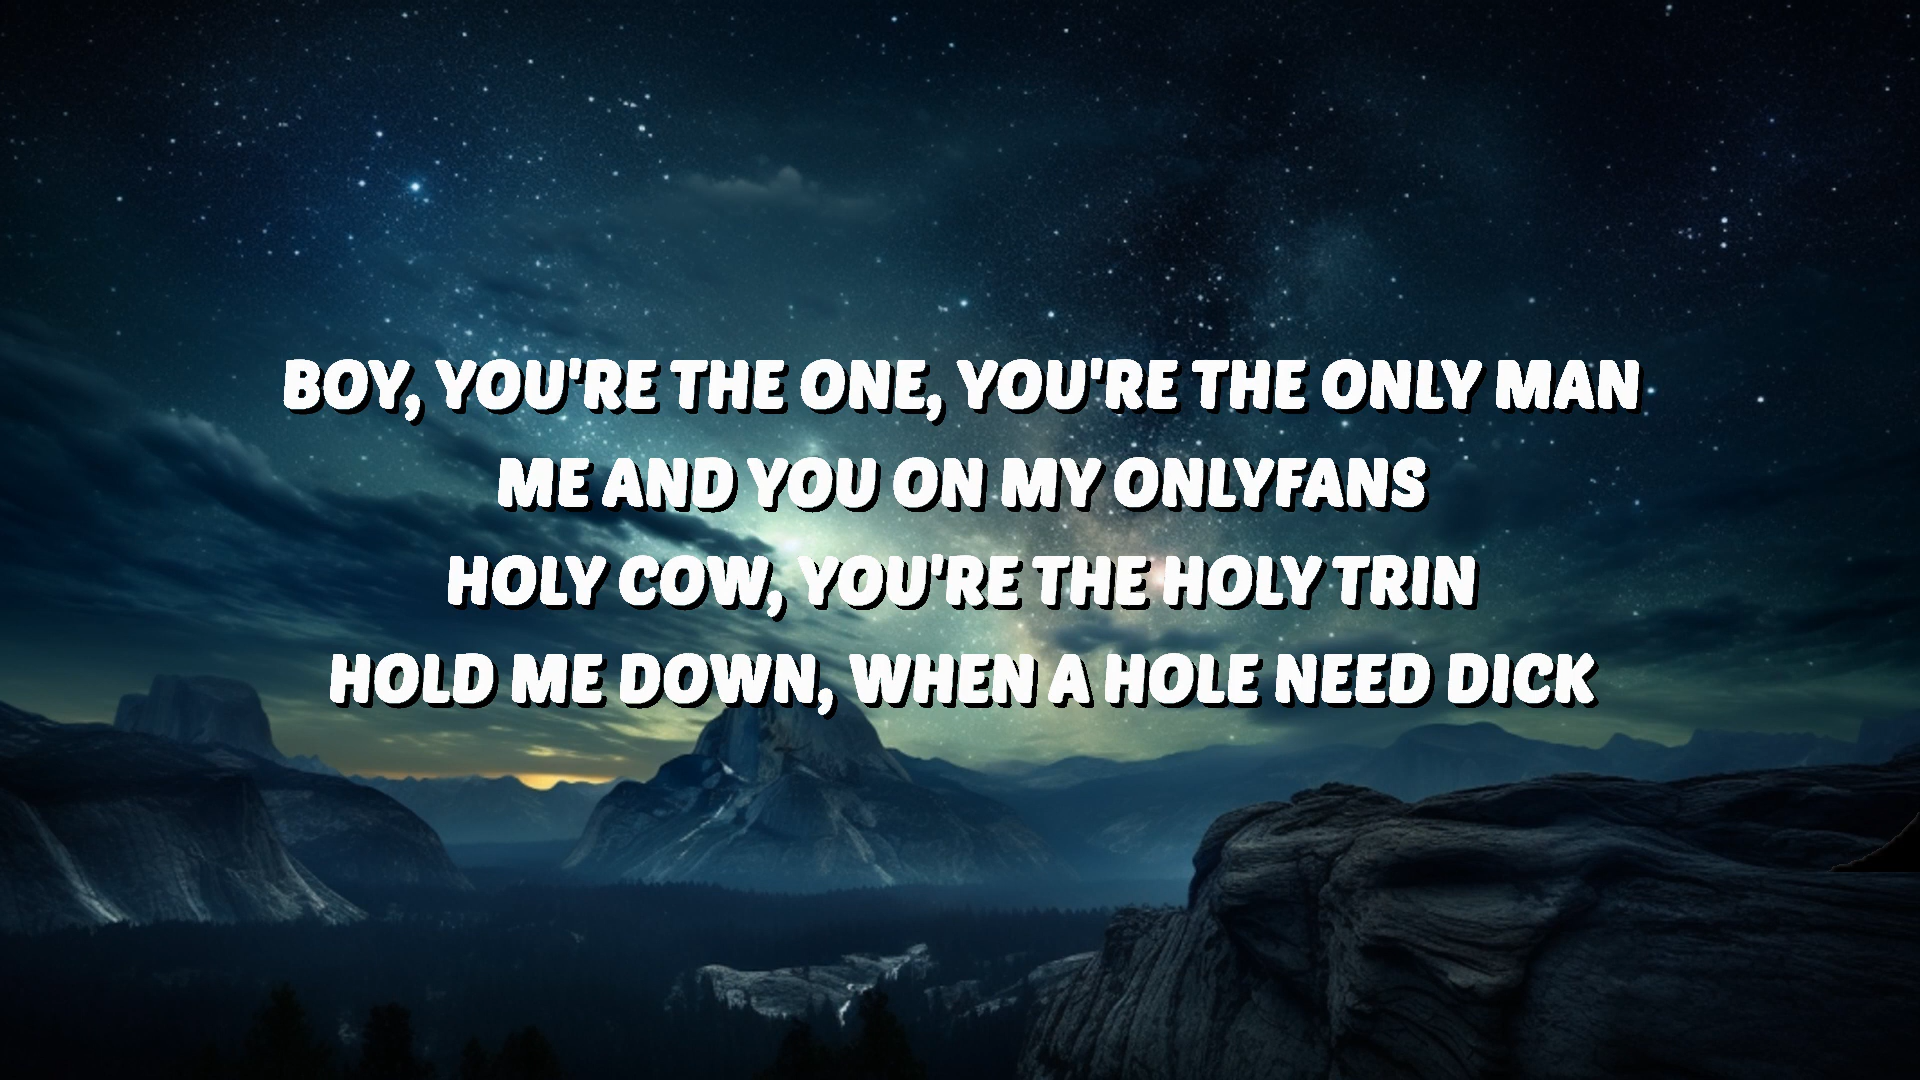 BOY, YOU'RE THE ONE, YOU'RE THE ONLY MAN
ME AND YOU ON MY ONLYFANS
HOLY COW, YOU'RE THE HOLY TRIN
HOLD ME DOWN, WHEN A HOLE NEED DICK